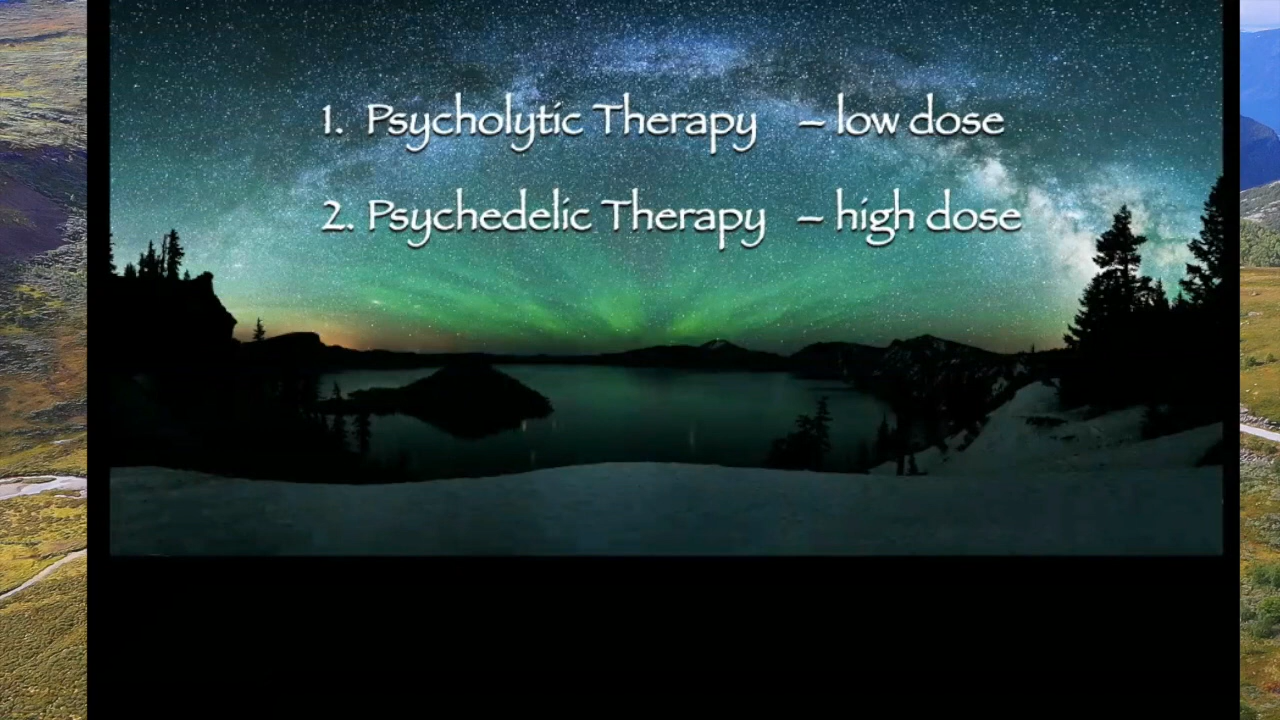 1. Psycholytic Therapy – low dose
2. Psychedelic Therapy – high dose